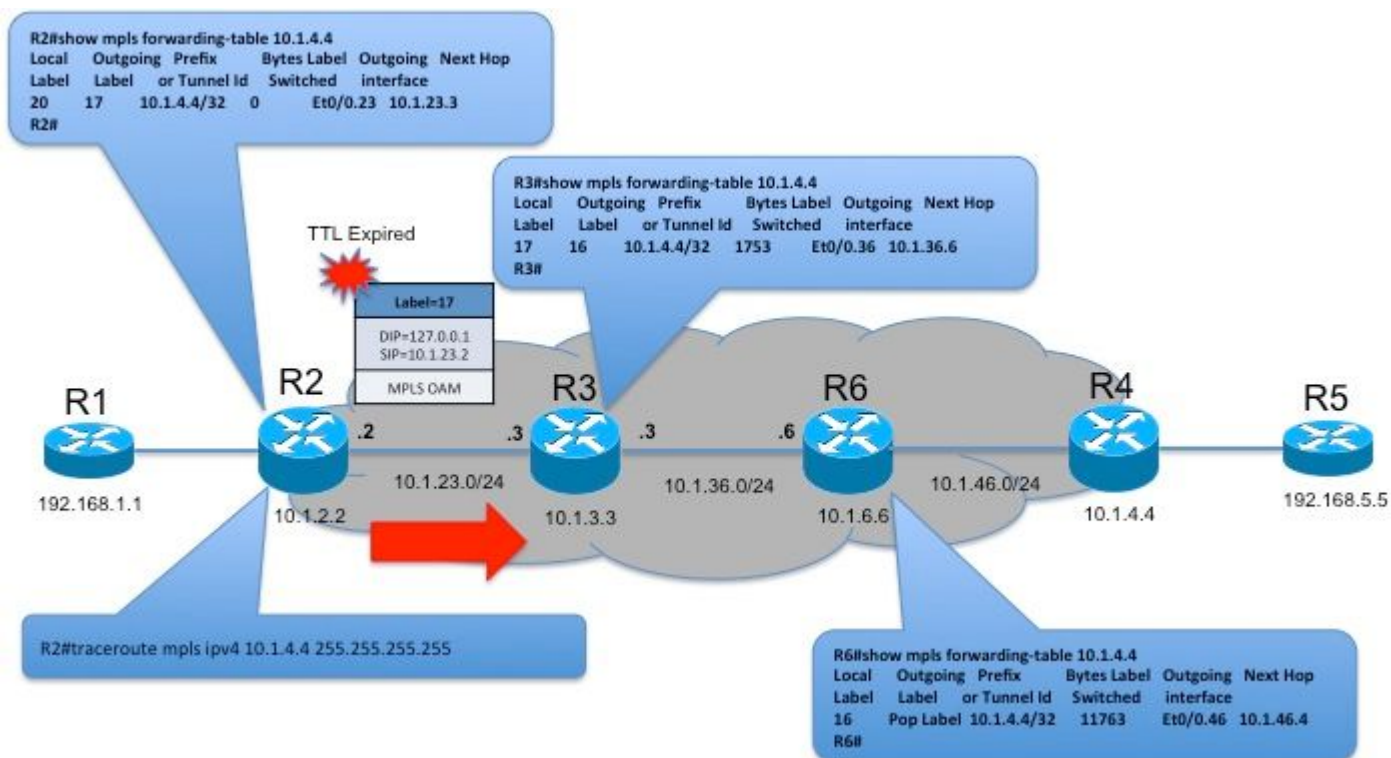 R2#show mpls forwarding-table 10.1.4.4
Local Outgoing Prefix Bytes Label Outgoing Next Hop
Label Label or Tunnel Id Switched interface
20 17 10.1.4.4/32 0 Et0/0.23 10.1.23.3
R2#
R3#show mpls forwarding-table 10.1.4.4
Local Outgoing Prefix Bytes Label Outgoing Next Hop
Label Label or Tunnel Id Switched interface
17 16 10.1.4.4/32 1753 Et0/0.36 10.1.36.6
R3#
TTL Expired
Label=17
DIP=127.0.0.1
SIP=10.1.23.2
MPLS OAM
R1
R2
R3
R6
R4
R5
.2
.3
.3
.6
192.168.1.1
10.1.23.0/24
10.1.36.0/24
10.1.46.0/24
192.168.5.5
10.1.2.2
10.1.3.3
10.1.6.6
10.1.4.4
R2#traceroute mpls ipv4 10.1.4.4 255.255.255.255
R6#show mpls forwarding-table 10.1.4.4
Local Outgoing Prefix Bytes Label Outgoing Next Hop
Label Label or Tunnel Id Switched interface
16 Pop Label 10.1.4.4/32 11763 Et0/0.46 10.1.46.4
R6#